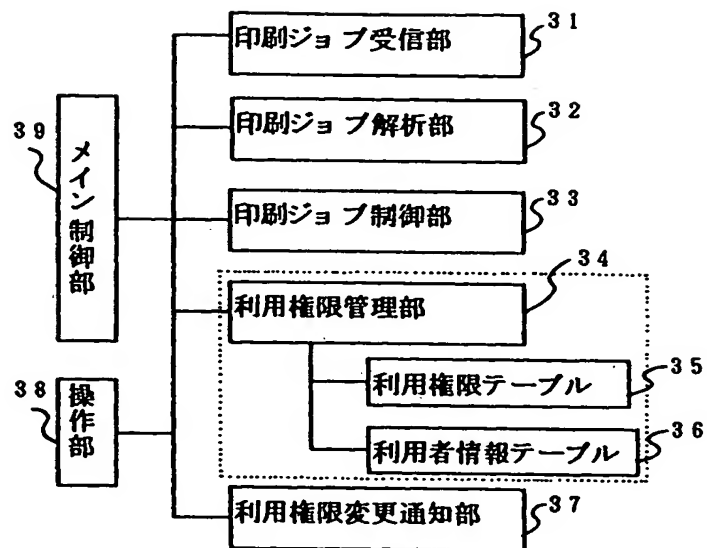 印刷ジョブ受信部
31
印刷ジョブ解析部
32
39
メイン制御部
印刷ジョブ制御部
33
34
利用権限管理部
利用権限テーブル
35
38
操作部
利用者情報テーブル
36
利用権限変更通知部
37